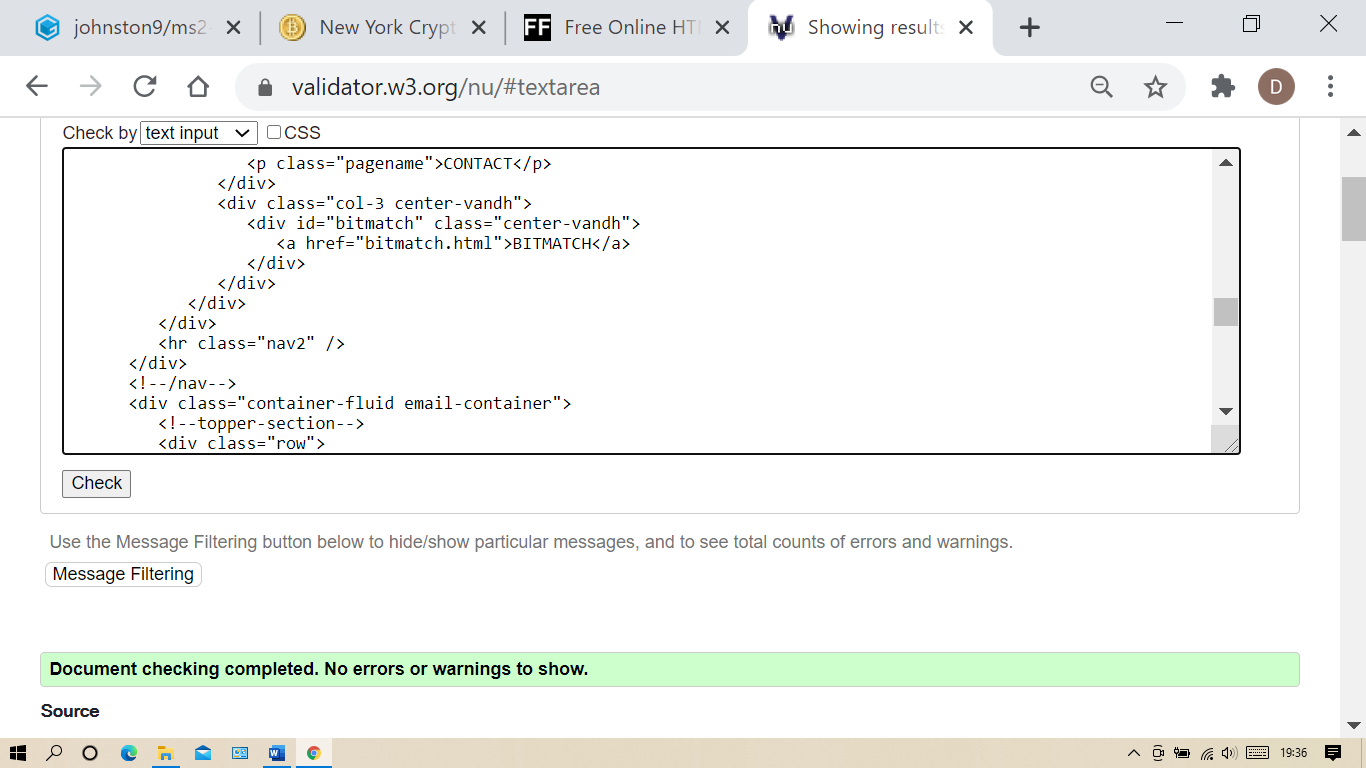 johnston9/ms2-
New York Crypt
FF
Free Online HTM
nu
Showing results
validator.w3.org/nu/#textarea
D
Check by text input CSS
<p class="pagename">CONTACT</p>
</div>
<div class="col-3 center-vandh">
<div id="bitmatch" class="center-vandh">
<a href="bitmatch.html">BITMATCH</a>
</div>
</div>
</div>
</div>
<hr class="nav2" />
</div>
<!--/nav-->
<div class="container-fluid email-container">
<!--topper-section-->
<div class="row">
Check
Use the Message Filtering button below to hide/show particular messages, and to see total counts of errors and warnings.
Message Filtering
Document checking completed. No errors or warnings to show.
Source
19:36